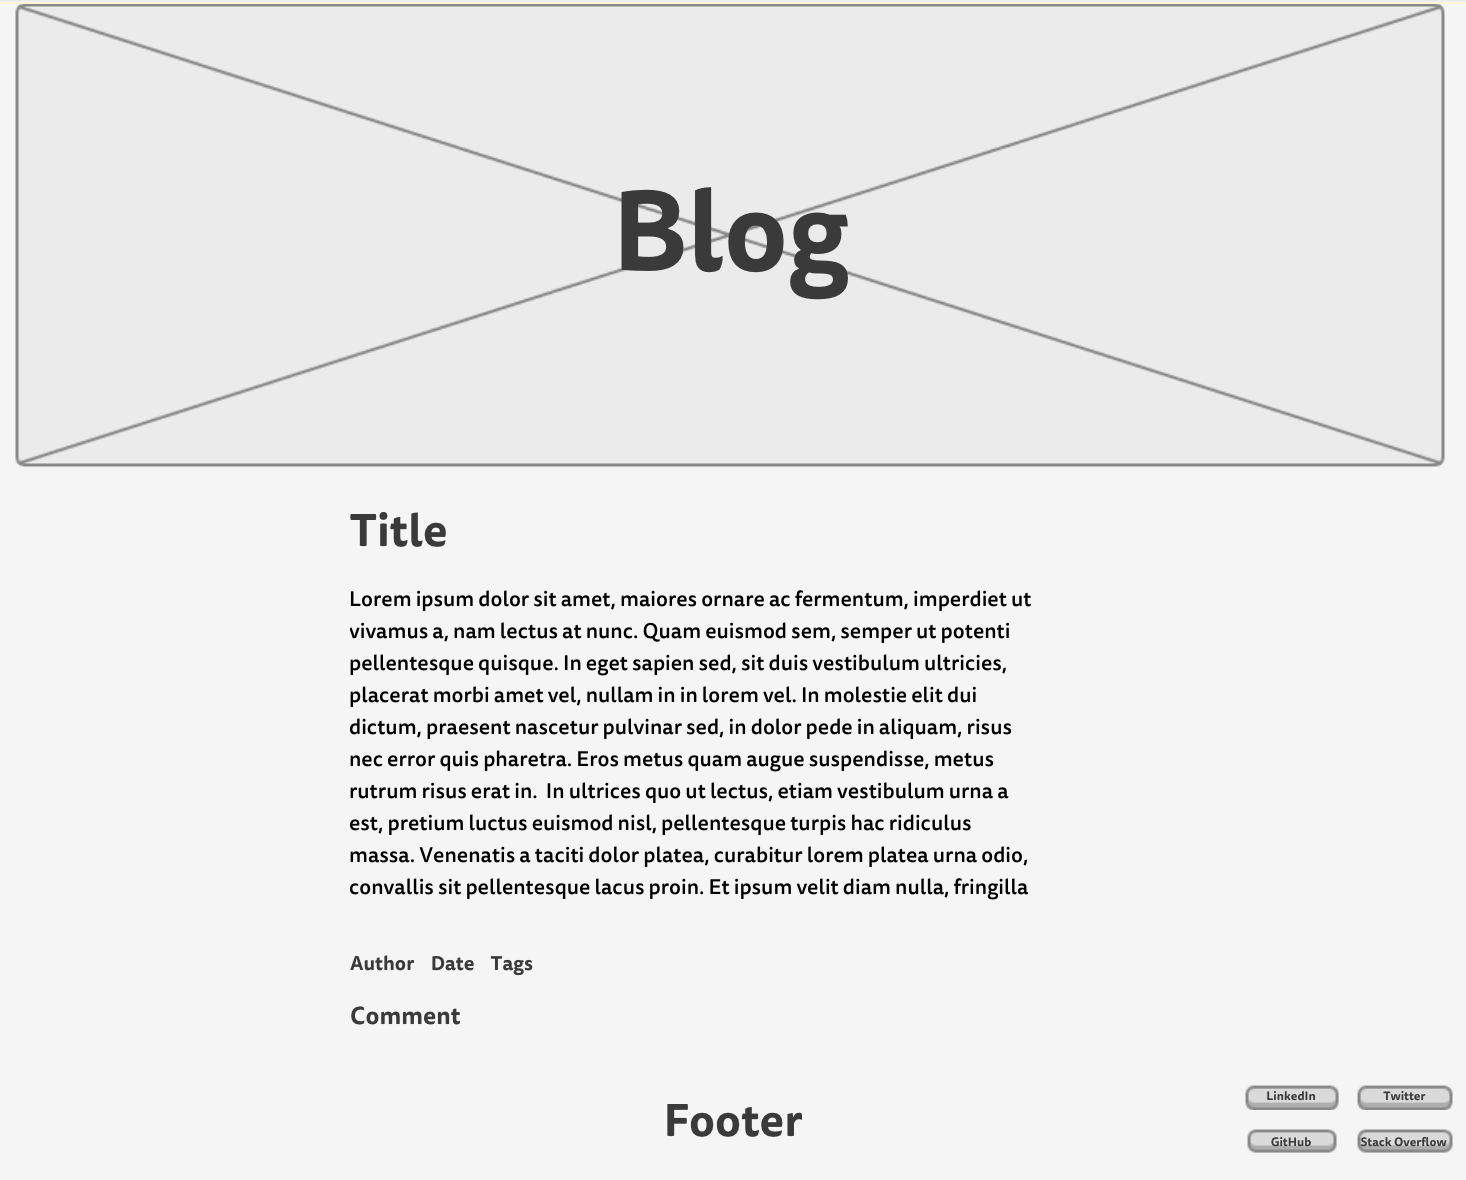 Blog
Title
Lorem ipsum dolor sit amet, maiores ornare ac fermentum, imperdiet ut
vivamus a, nam lectus at nunc. Quam euismod sem, semper ut potenti
pellentesque quisque. In eget sapien sed, sit duis vestibulum ultricies,
placerat morbi amet vel, nullam in in lorem vel. In molestie elit dui
dictum, praesent nascetur pulvinar sed, in dolor pede in aliquam, risus
nec error quis pharetra. Eros metus quam augue suspendisse, metus
rutrum risus erat in.  In ultrices quo ut lectus, etiam vestibulum urna a
est, pretium luctus euismod nisl, pellentesque turpis hac ridiculus
massa. Venenatis a taciti dolor platea, curabitur lorem platea urna odio,
convallis sit pellentesque lacus proin. Et ipsum velit diam nulla, fringilla
Author Date Tags
Comment
Footer
LinkedIn Twitter
GitHub Stack Overflow